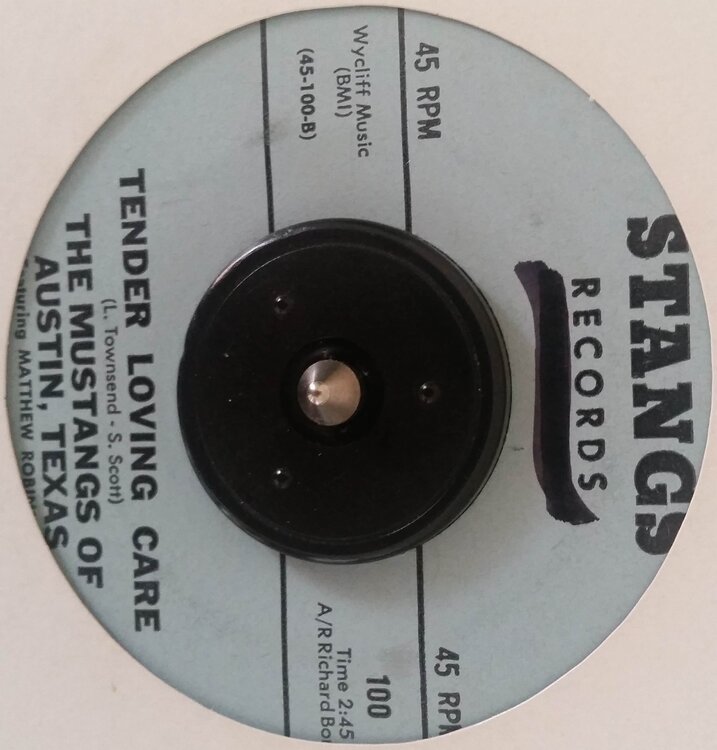 STANGS
RECORDS
45 RPM
45 RPM
Wycliff Music
(BMI)
(45-100-B)
100
Time 2:45
A/R Richard
TENDER LOVING CARE
(L. Townsend - S. Scott)
THE MUSTANGS OF
AUSTIN, TEXAS
MATTHEW